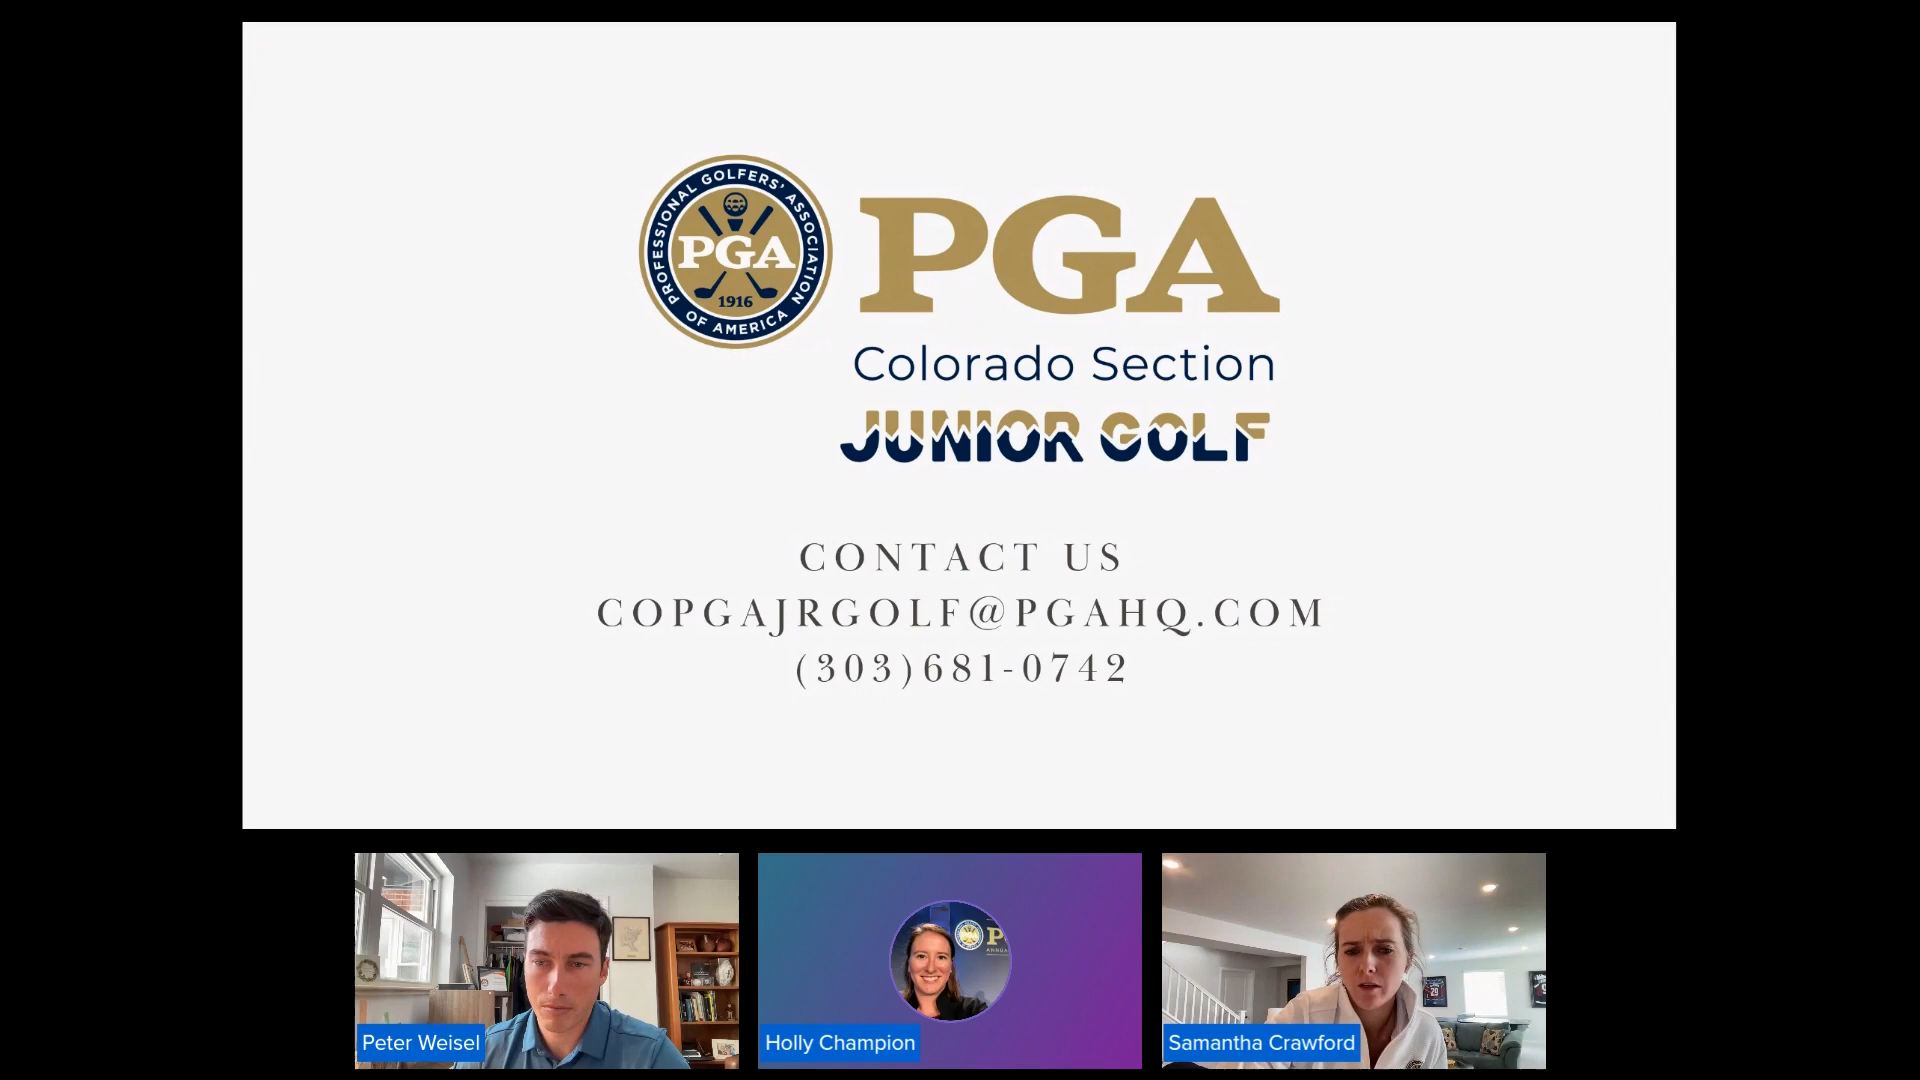 PROFESSIONAL GOLFERS' ASSOCIATION
OF AMERICA
PGA
1916
PGA
Colorado Section
JUNIOR GOLF
CONTACT US
COPGAJRGOLF@PGAHQ.COM
(303)681-0742
Peter Weisel
Holly Champion
Samantha Crawford
29